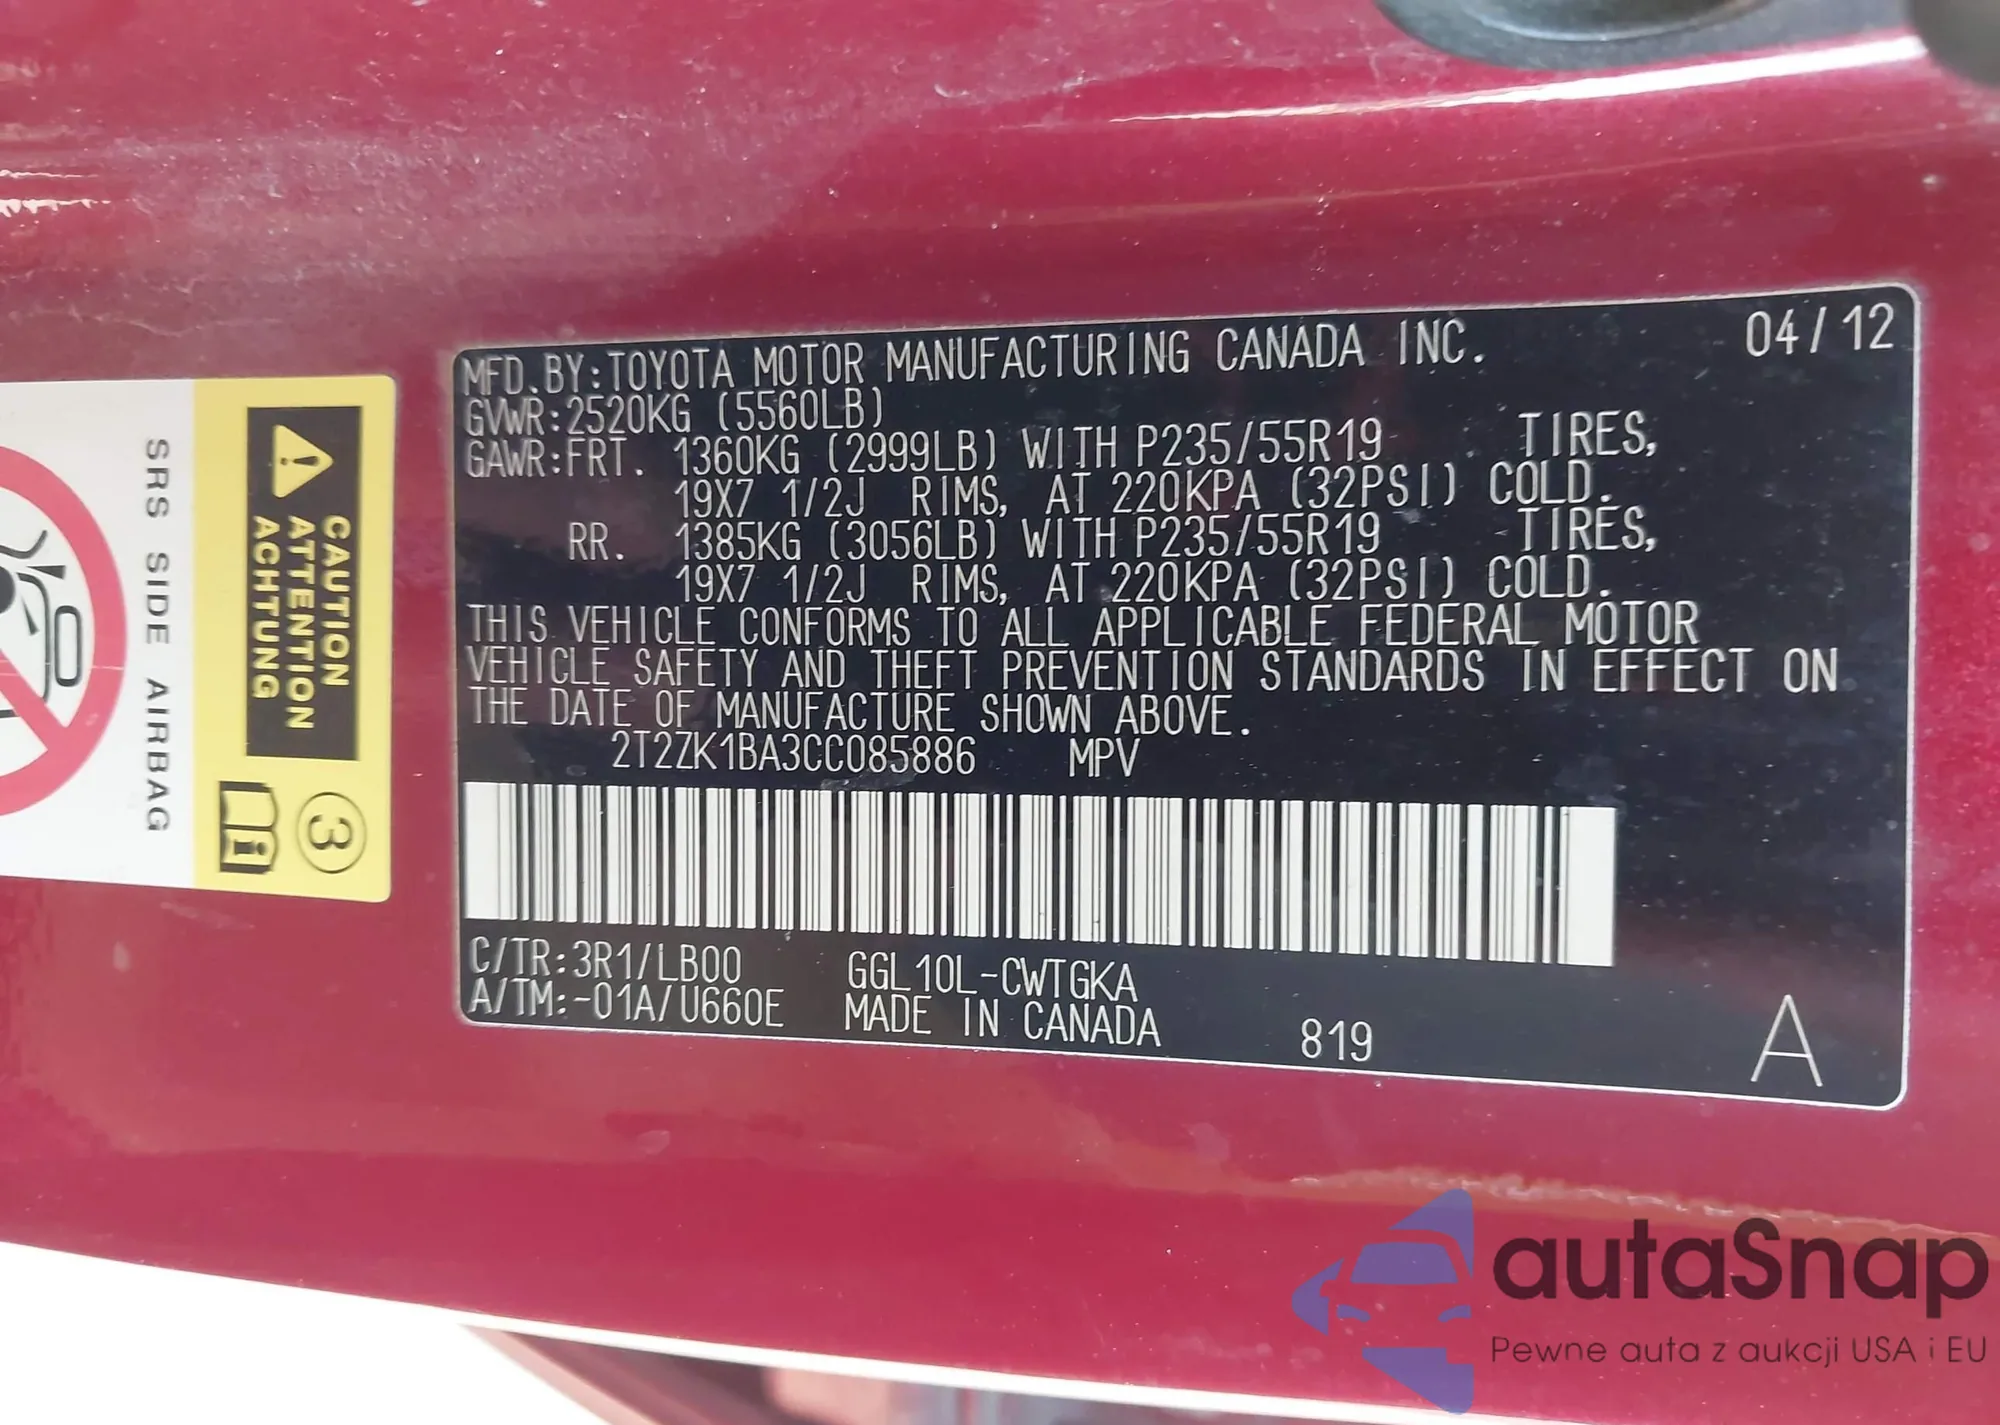 MFD.BY:TOYOTA MOTOR MANUFACTURING CANADA INC. 04/12
GVWR:2520KG (5560LB)
GAWR:FRT. 1360KG (2999LB) WITH P235/55R19 TIRES,
19X7 1/2J RIMS, AT 220KPA (32PSI) COLD.
RR. 1385KG (3056LB) WITH P235/55R19 TIRES,
19X7 1/2J RIMS, AT 220KPA (32PSI) COLD.
THIS VEHICLE CONFORMS TO ALL APPLICABLE FEDERAL MOTOR
VEHICLE SAFETY AND THEFT PREVENTION STANDARDS IN EFFECT ON
THE DATE OF MANUFACTURE SHOWN ABOVE.
2T2ZK1BA3CC085886 MPV
C/TR:3R1/LB00 GGL10L-CWTGKA
A/TM:-01A/U660E MADE IN CANADA 819 A
CAUTION
ATTENTION
ACHTUNG
3
i
SRS SIDE AIRBAG
autaSnap
Pewne auta z aukcji USA i EU